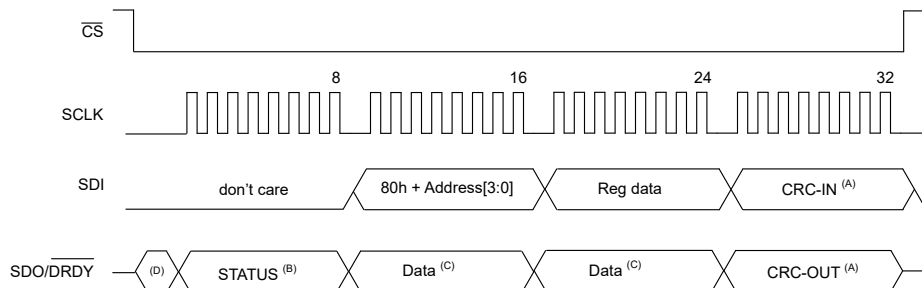 CS
8 16 24 32
SCLK
SDI don't care 80h + Address[3:0] Reg data CRC-IN (A)
SDO/DRDY (D) STATUS (B) Data (C) Data (C) CRC-OUT (A)